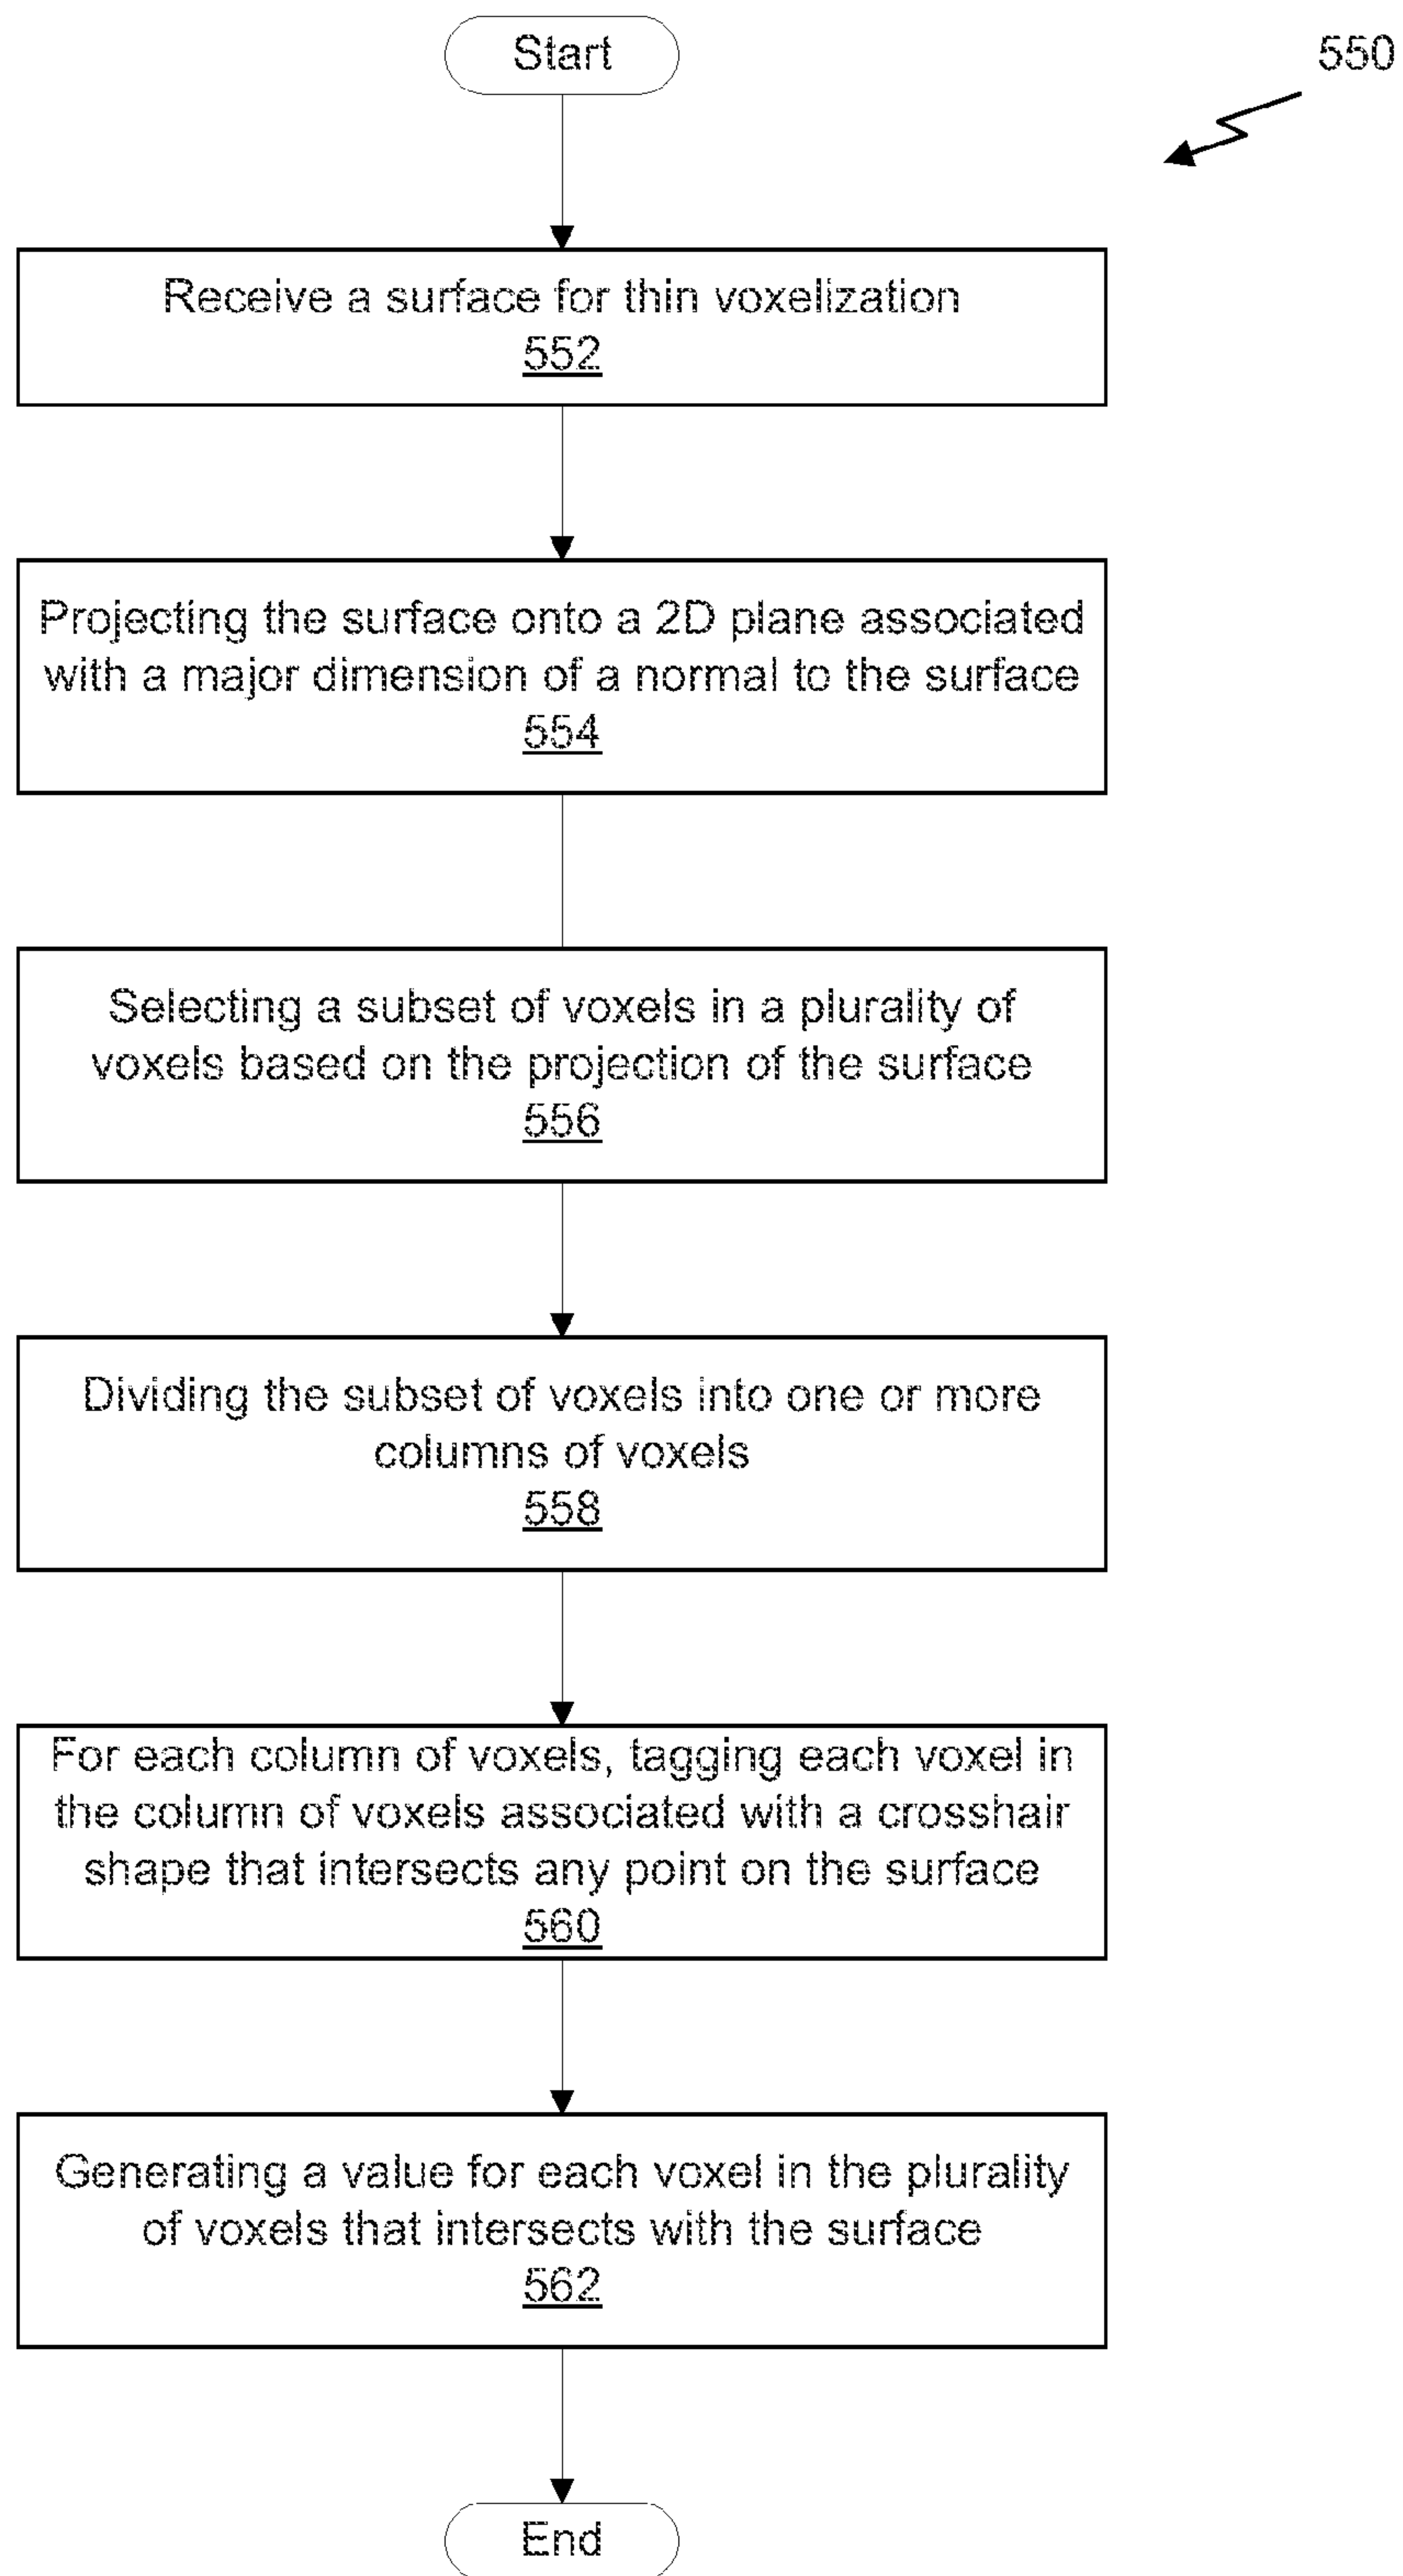 Start
550
Receive a surface for thin voxelization
552
Projecting the surface onto a 2D plane associated
with a major dimension of a normal to the surface
554
Selecting a subset of voxels in a plurality of
voxels based on the projection of the surface
556
Dividing the subset of voxels into one or more
columns of voxels
558
For each column of voxels, tagging each voxel in
the column of voxels associated with a crosshair
shape that intersects any point on the surface
560
Generating a value for each voxel in the plurality
of voxels that intersects with the surface
562
End